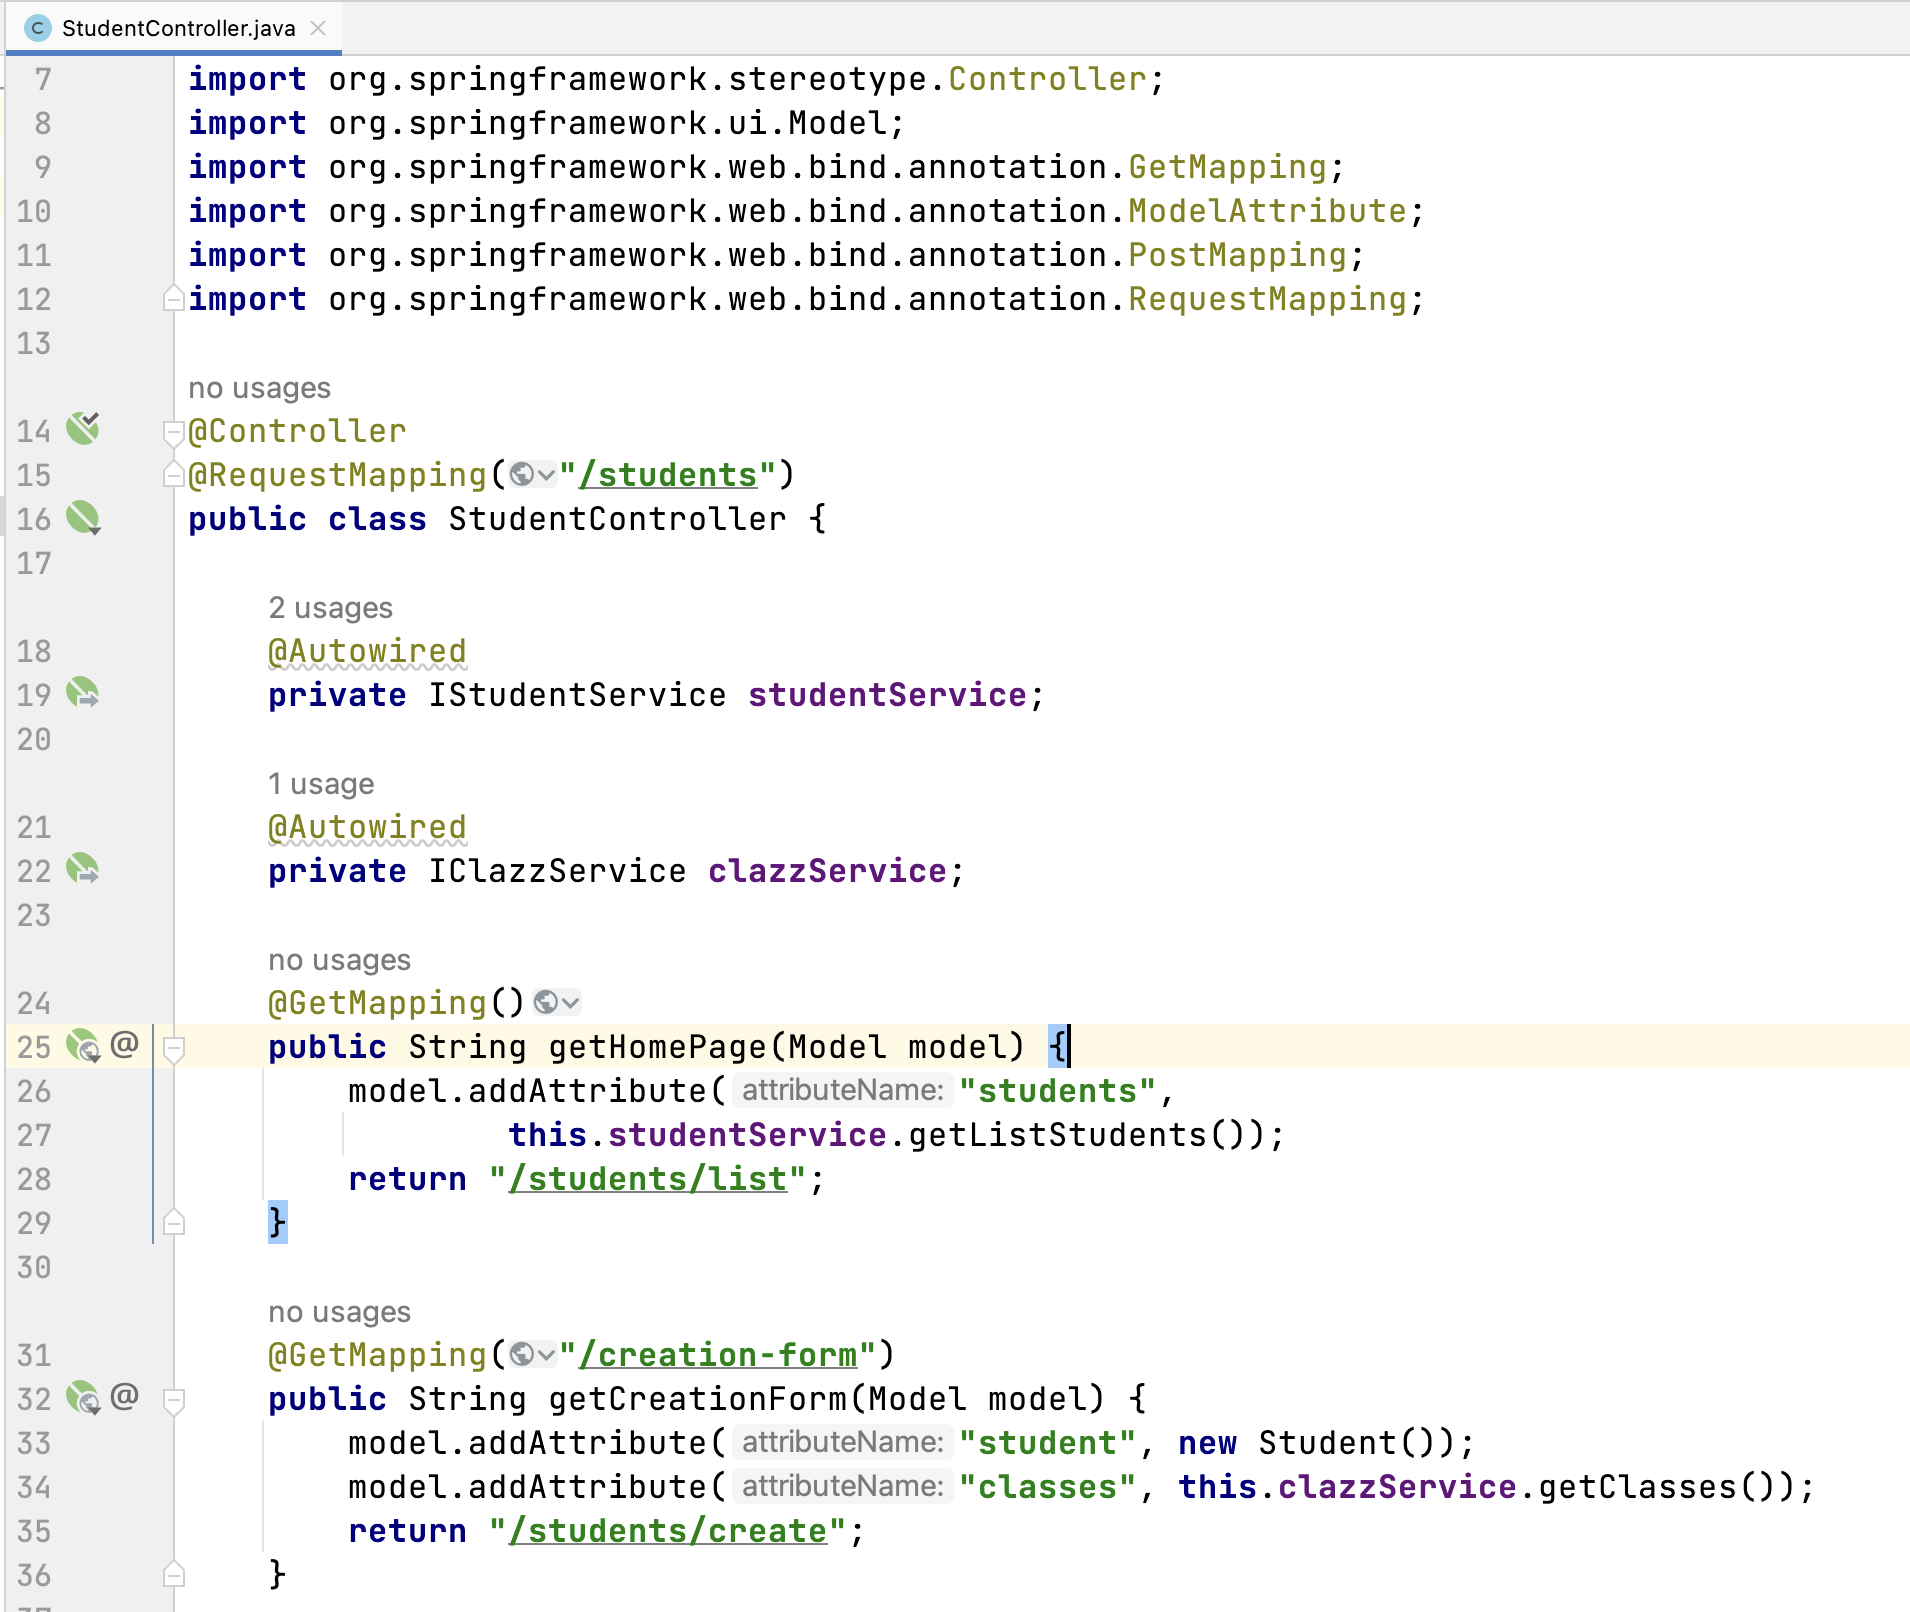 StudentController.java
7 import org.springframework.stereotype.Controller;
8 import org.springframework.ui.Model;
9 import org.springframework.web.bind.annotation.GetMapping;
10 import org.springframework.web.bind.annotation.ModelAttribute;
11 import org.springframework.web.bind.annotation.PostMapping;
12 import org.springframework.web.bind.annotation.RequestMapping;
13
no usages
14 @Controller
15 @RequestMapping("/students")
16 public class StudentController {
17
2 usages
18 @Autowired
19 private IStudentService studentService;
20
1 usage
21 @Autowired
22 private IClazzService clazzService;
23
no usages
24 @GetMapping()
25 @ public String getHomePage(Model model) {
26 model.addAttribute( attributeName: "students",
27 this.studentService.getListStudents());
28 return "/students/list";
29 }
30
no usages
31 @GetMapping("/creation-form")
32 @ public String getCreationForm(Model model) {
33 model.addAttribute( attributeName: "student", new Student());
34 model.addAttribute( attributeName: "classes", this.clazzService.getClasses());
35 return "/students/create";
36 }